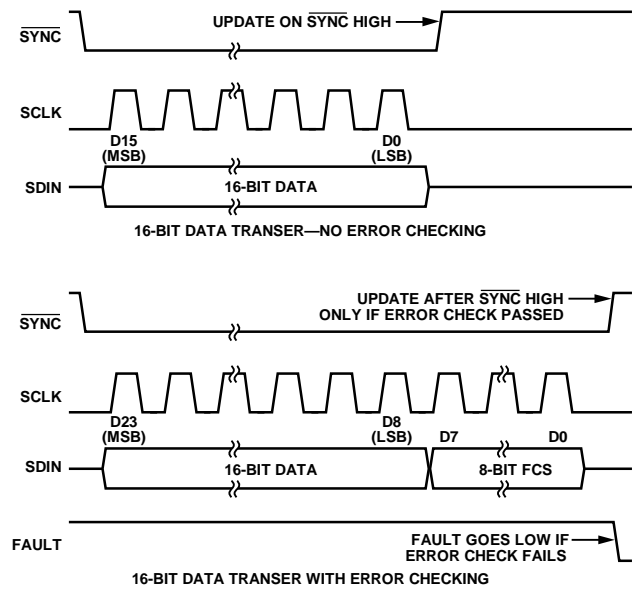 UPDATE ON SYNC HIGH
SYNC
SCLK
D15
(MSB)
D0
(LSB)
SDIN
16-BIT DATA
16-BIT DATA TRANSER—NO ERROR CHECKING
UPDATE AFTER SYNC HIGH
ONLY IF ERROR CHECK PASSED
SYNC
SCLK
D23
(MSB)
D8
(LSB)
D7
D0
SDIN
16-BIT DATA
8-BIT FCS
FAULT
FAULT GOES LOW IF
ERROR CHECK FAILS
16-BIT DATA TRANSER WITH ERROR CHECKING